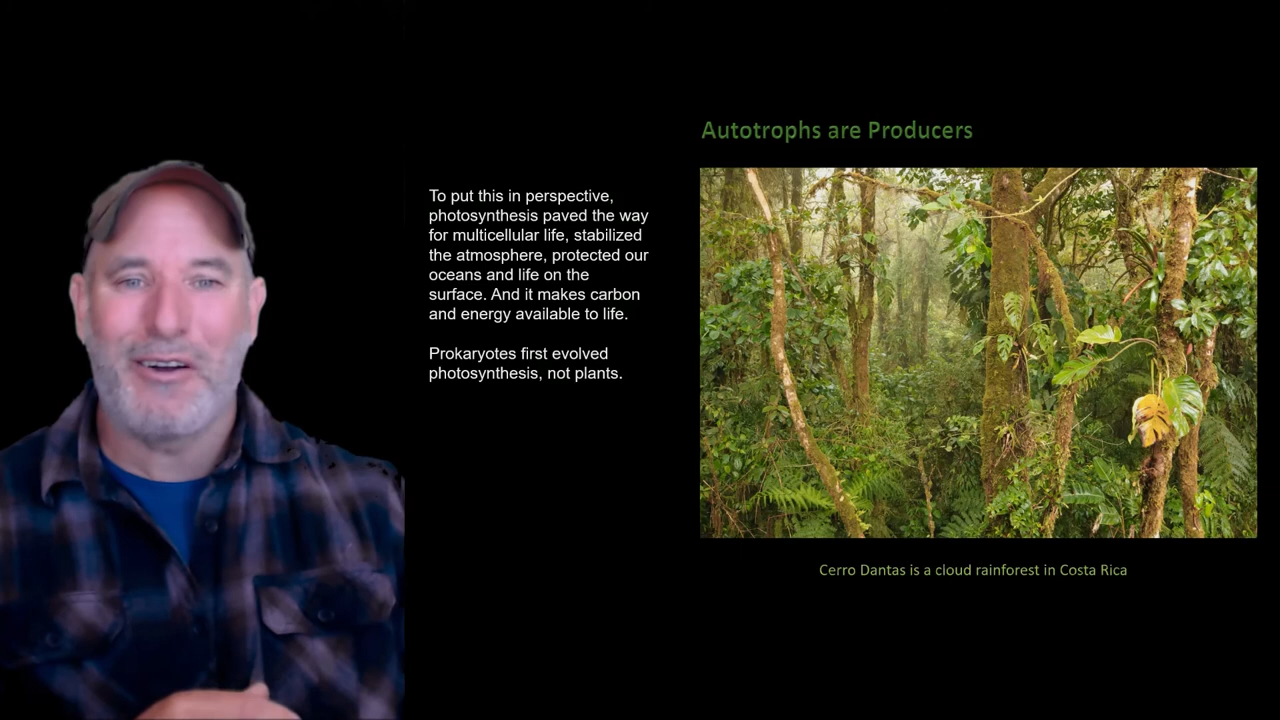 Autotrophs are Producers
To put this in perspective,
photosynthesis paved the way
for multicellular life, stabilized
the atmosphere, protected our
oceans and life on the
surface. And it makes carbon
and energy available to life.
Prokaryotes first evolved
photosynthesis, not plants.
Cerro Dantas is a cloud rainforest in Costa Rica